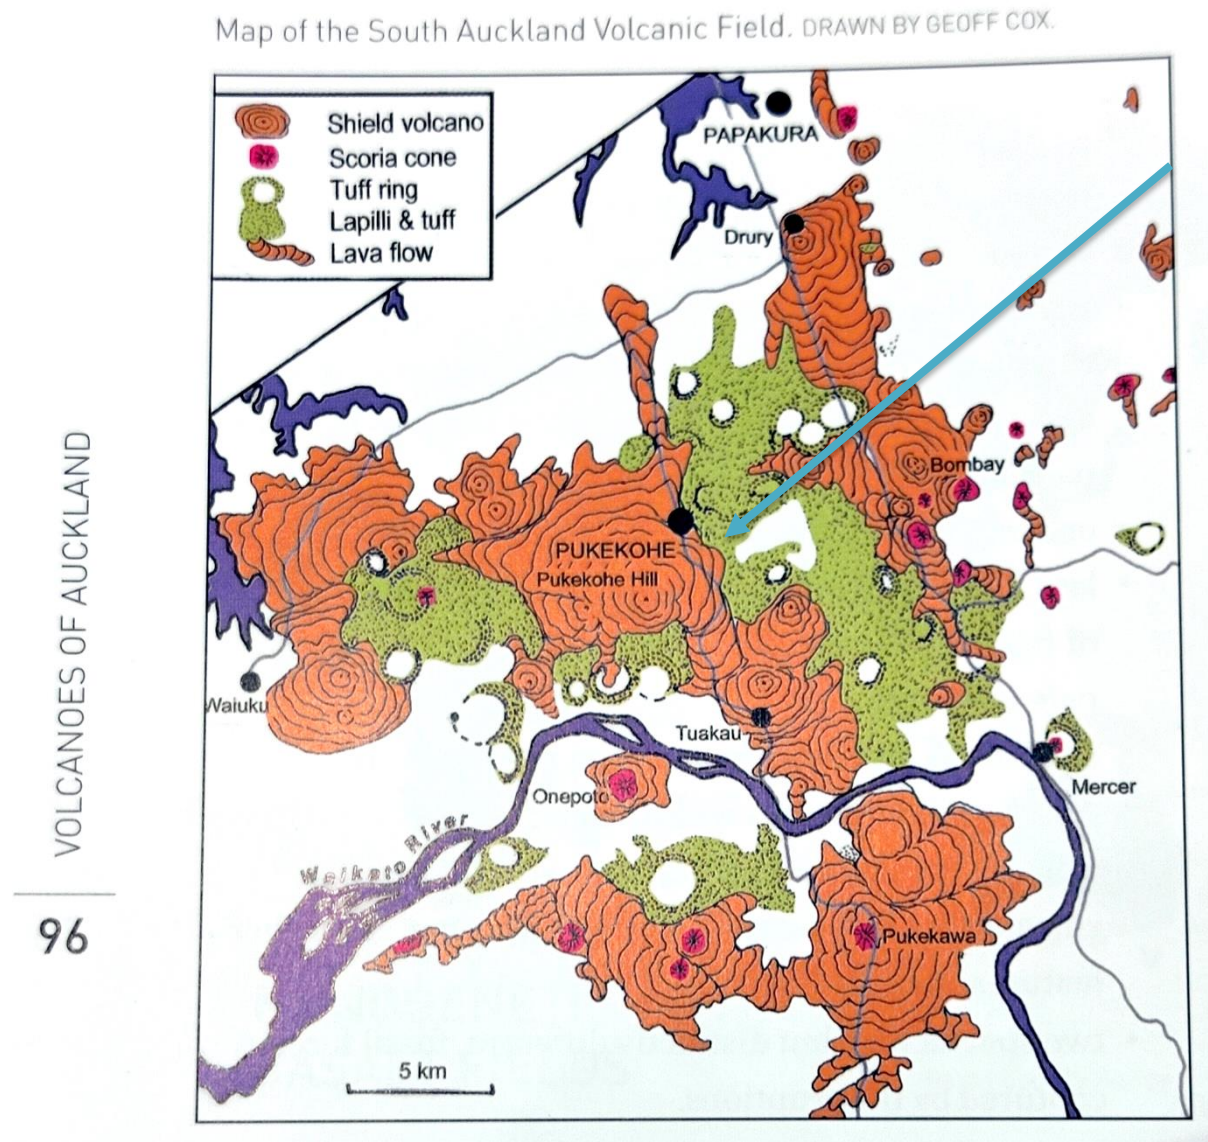 Map of the South Auckland Volcanic Field. DRAWN BY GEOFF COX.
Shield volcano
Scoria cone
Tuff ring
Lapilli & tuff
Lava flow
PAPAKURA
Drury
Bombay
PUKEKOHE
Pukekohe Hill
Waiuku
Tuakau
Mercer
Onepoto
Waikato River
Pukekawa
5 km
VOLCANOES OF AUCKLAND
96